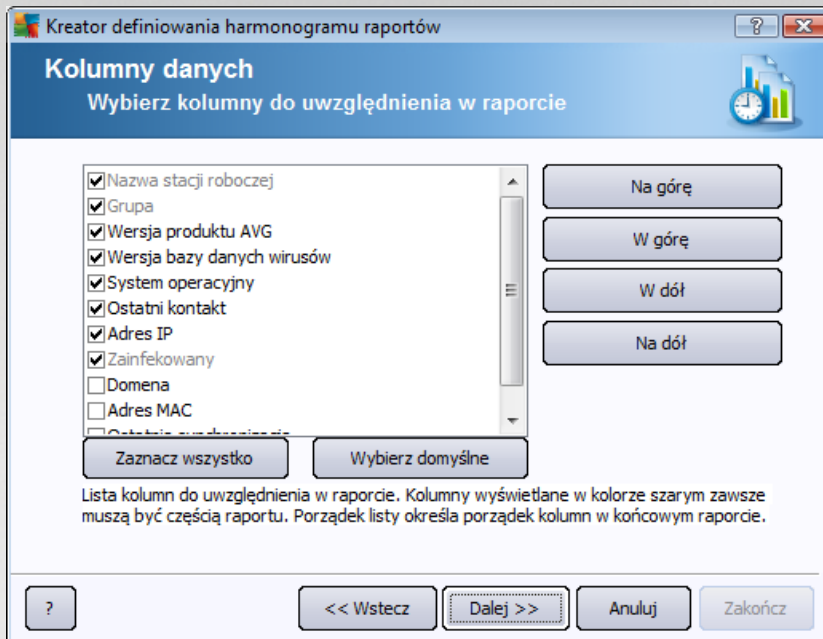 Kreator definiowania harmonogramu raportów
?
Kolumny danych
Wybierz kolumny do uwzględnienia w raporcie
Nazwa stacji roboczej
Grupa
Wersja produktu AVG
Wersja bazy danych wirusów
System operacyjny
Ostatni kontakt
Adres IP
Zainfekowany
Domena
Adres MAC
Na górę
W górę
W dół
Na dół
Zaznacz wszystko
Wybierz domyślne
Lista kolumn do uwzględnienia w raporcie. Kolumny wyświetlane w kolorze szarym zawsze
muszą być częścią raportu. Porządek listy określa porządek kolumn w końcowym raporcie.
?
<< Wstecz
Dalej >>
Anuluj
Zakończ